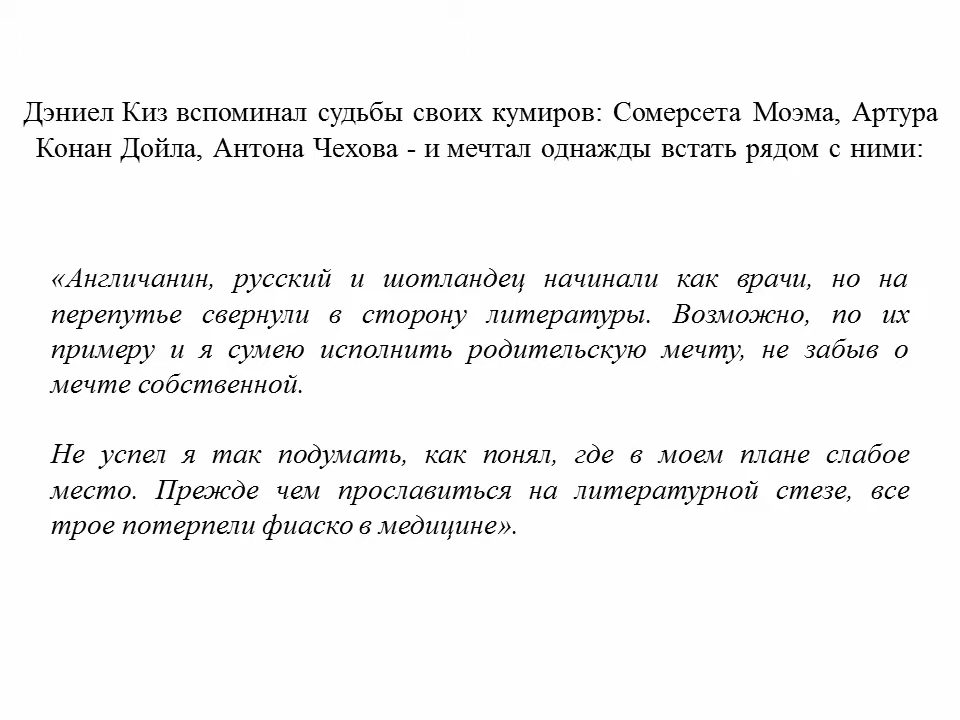 Дэниел Киз вспоминал судьбы своих кумиров: Сомерсета Моэма, Артура
Конан Дойла, Антона Чехова - и мечтал однажды встать рядом с ними:
«Англичанин, русский и шотландец начинали как врачи, но на
перепутье свернули в сторону литературы. Возможно, по их
примеру и я сумею исполнить родительскую мечту, не забыв о
мечте собственной.
Не успел я так подумать, как понял, где в моем плане слабое
место. Прежде чем прославиться на литературной стезе, все
трое потерпели фиаско в медицине».